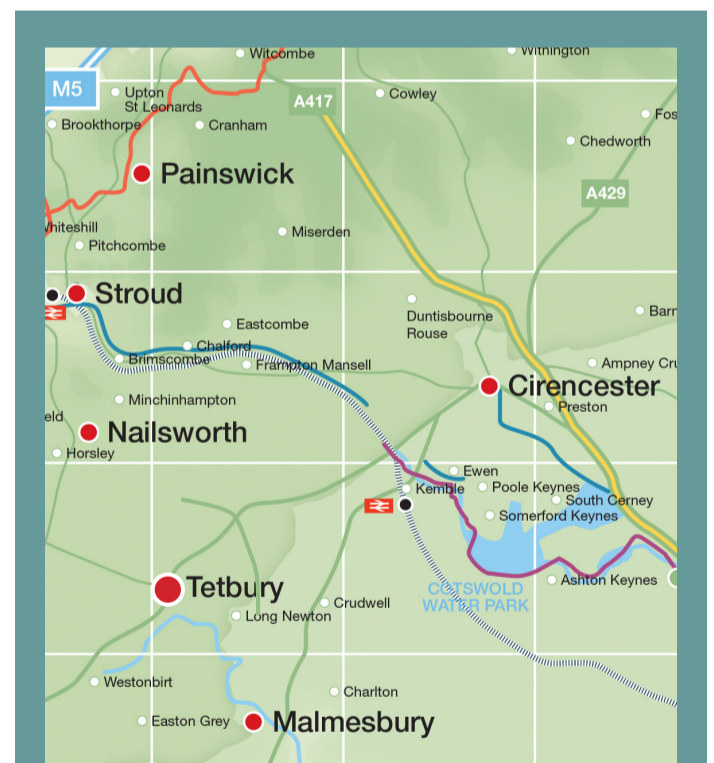 Witcombe
Withington
M5
Upton
St Leonards
A417
Cowley
Fos
Brookthorpe
Cranham
Chedworth
Painswick
A429
Whiteshill
Miserden
Pitchcombe
Stroud
Duntisbourne
Rouse
Barn
Eastcombe
Chalford
Brimscombe
Frampton Mansell
Ampney Cru
Cirencester
Minchinhampton
Preston
eld
Nailsworth
Horsley
Ewen
Kemble
Poole Keynes
South Cerney
Somerford Keynes
Ashton Keynes
Tetbury
COTSWOLD
WATER PARK
Crudwell
Long Newton
Westonbirt
Charlton
Easton Grey
Malmesbury